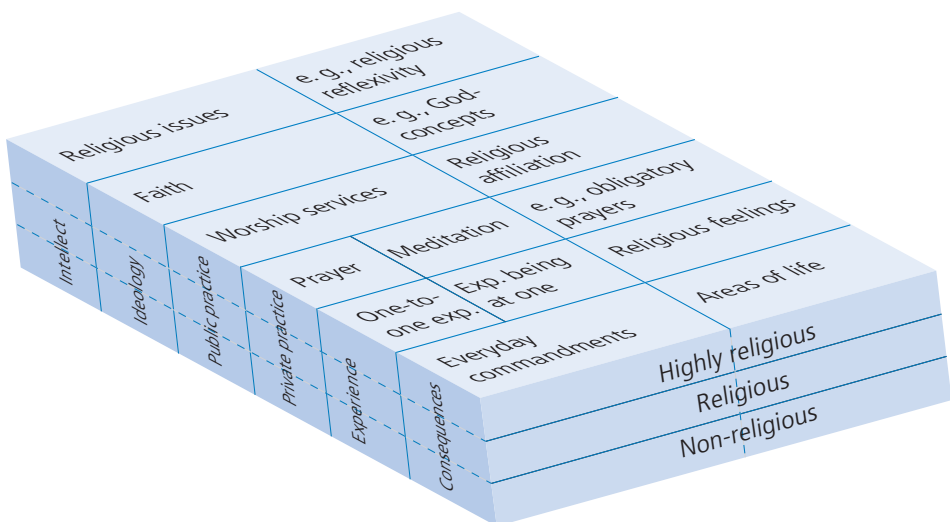 e. g., religious
reflexivity
Religious issues
e. g., God-
concepts
Faith
Religious
affiliation
Worship services
e. g., obligatory
prayers
Meditation
Prayer
Religious feelings
Exp. being
at one
One-to-
one exp.
Areas of life
Everyday
commandments
Intellect
Ideology
Public practice
Private practice
Experience
Consequences
Highly religious
Religious
Non-religious